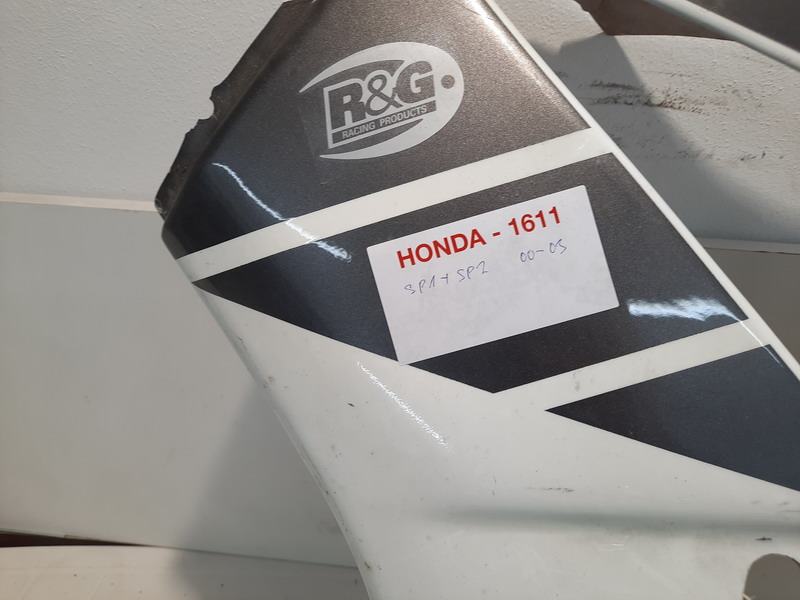 R&G
RACING PRODUCTS
HONDA - 1611
SP1 + SP2 00-05